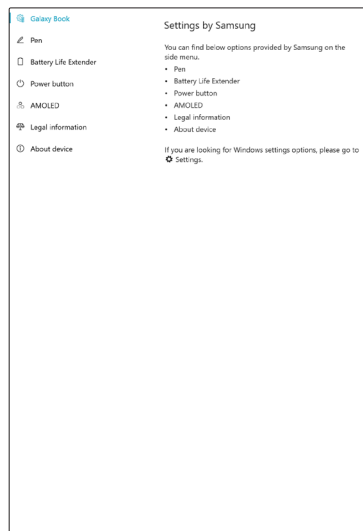 Galaxy Book
Pen
Battery Life Extender
Power button
AMOLED
Legal information
About device
Settings by Samsung
You can find below options provided by Samsung on the
side menu.
• Pen
• Battery Life Extender
• Power button
• AMOLED
• Legal information
• About device
If you are looking for Windows settings options, please go to
Settings.